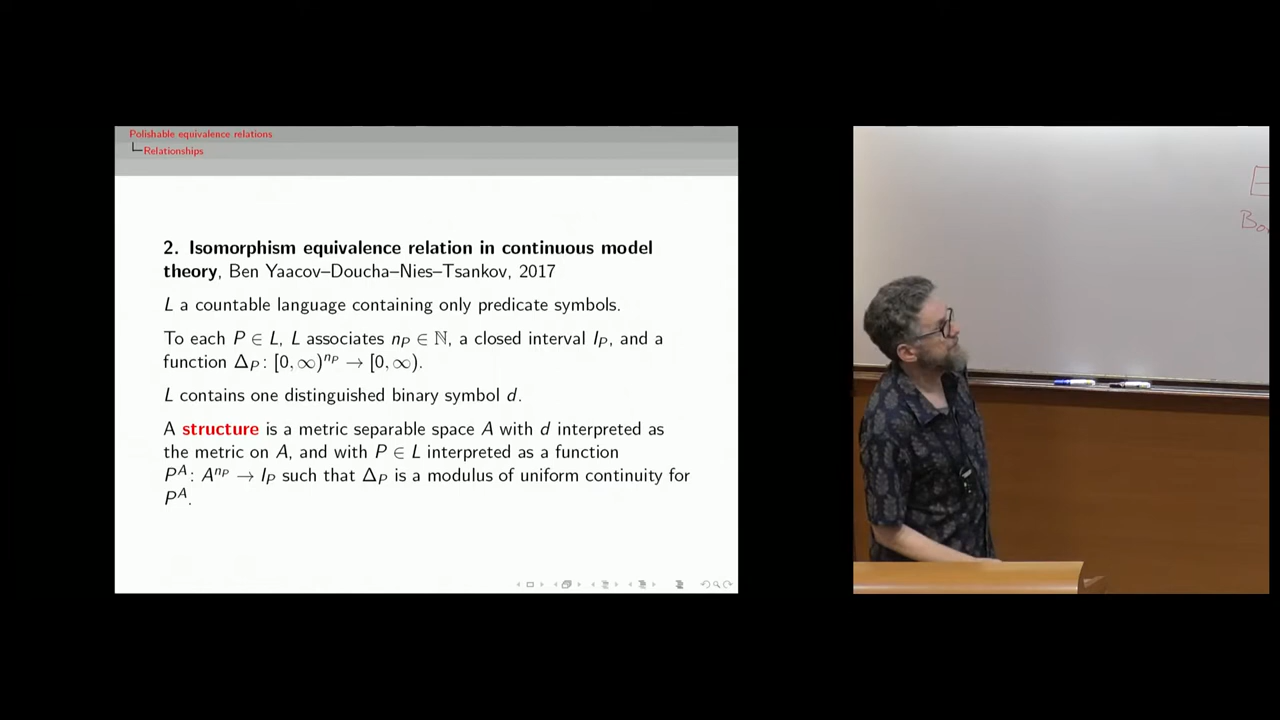 Polishable equivalence relations
Relationships
2. Isomorphism equivalence relation in continuous model
theory, Ben Yaacov–Doucha–Nies–Tsankov, 2017
L a countable language containing only predicate symbols.
To each P ∈ L, L associates n_P ∈ ℕ, a closed interval I_P, and a
function Δ_P : [0, ∞)^{n_P} → [0, ∞).
L contains one distinguished binary symbol d.
A structure is a metric separable space A with d interpreted as
the metric on A, and with P ∈ L interpreted as a function
P^A : A^{n_P} → I_P such that Δ_P is a modulus of uniform continuity for
P^A.